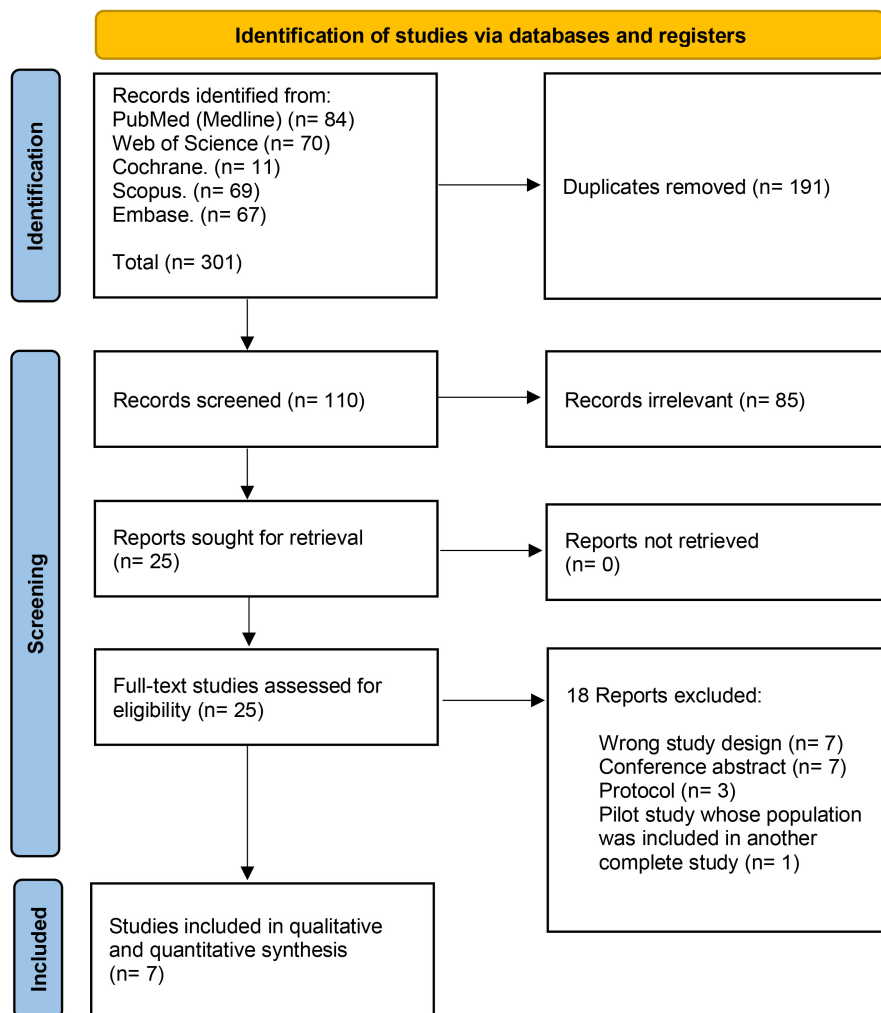 Identification of studies via databases and registers
Identification
Records identified from:
PubMed (Medline) (n= 84)
Web of Science (n= 70)
Cochrane. (n= 11)
Scopus. (n= 69)
Embase. (n= 67)
Total (n= 301)
Duplicates removed (n= 191)
Screening
Records screened (n= 110)
Records irrelevant (n= 85)
Reports sought for retrieval
(n= 25)
Reports not retrieved
(n= 0)
Full-text studies assessed for
eligibility (n= 25)
18 Reports excluded:
Wrong study design (n= 7)
Conference abstract (n= 7)
Protocol (n= 3)
Pilot study whose population
was included in another
complete study (n= 1)
Included
Studies included in qualitative
and quantitative synthesis
(n= 7)